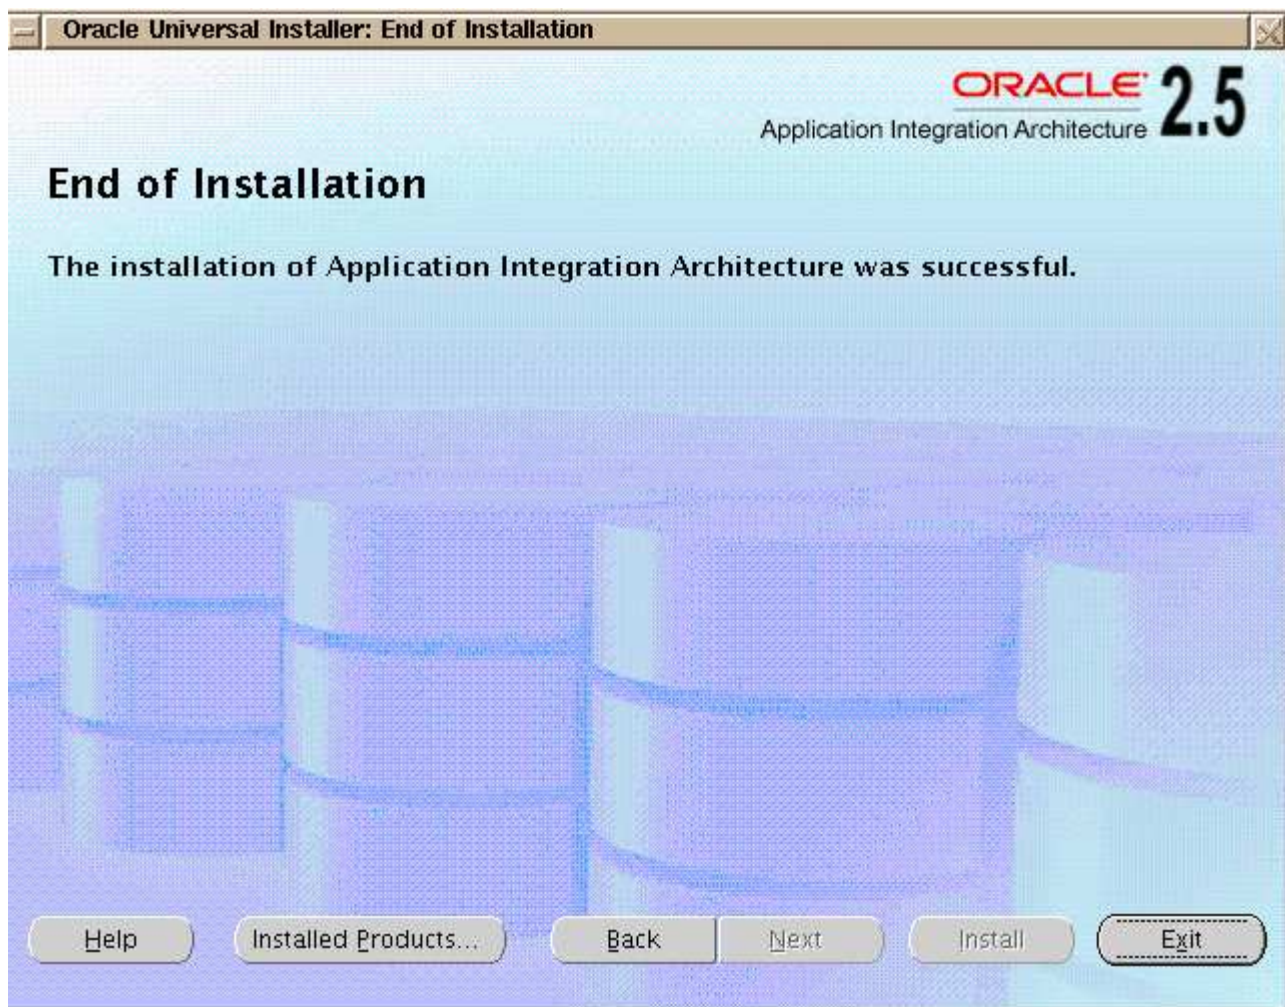 Oracle Universal Installer: End of Installation
ORACLE 2.5
Application Integration Architecture
End of Installation
The installation of Application Integration Architecture was successful.
Help Installed Products... Back Next Install Exit